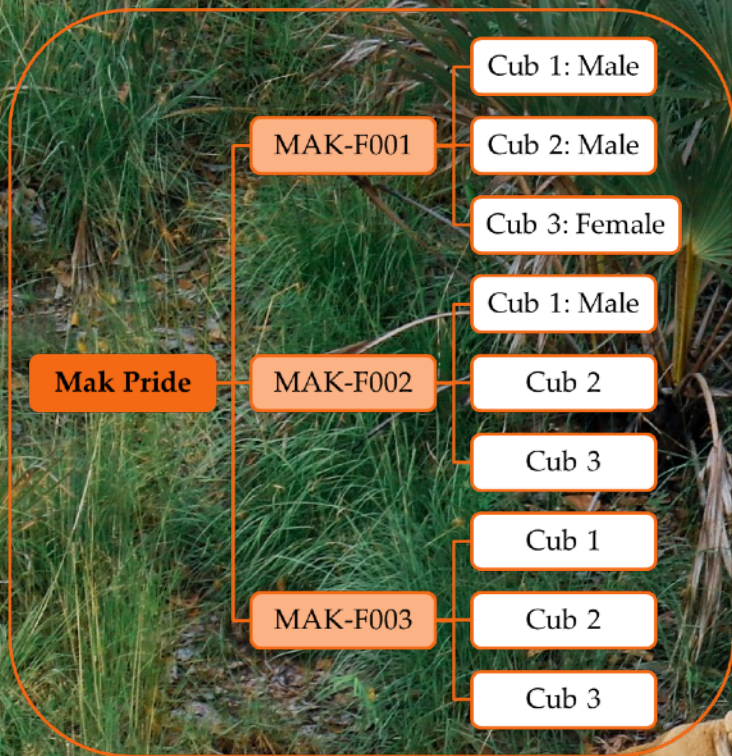 Mak Pride
MAK-F001
Cub 1: Male
Cub 2: Male
Cub 3: Female
MAK-F002
Cub 1: Male
Cub 2
Cub 3
MAK-F003
Cub 1
Cub 2
Cub 3